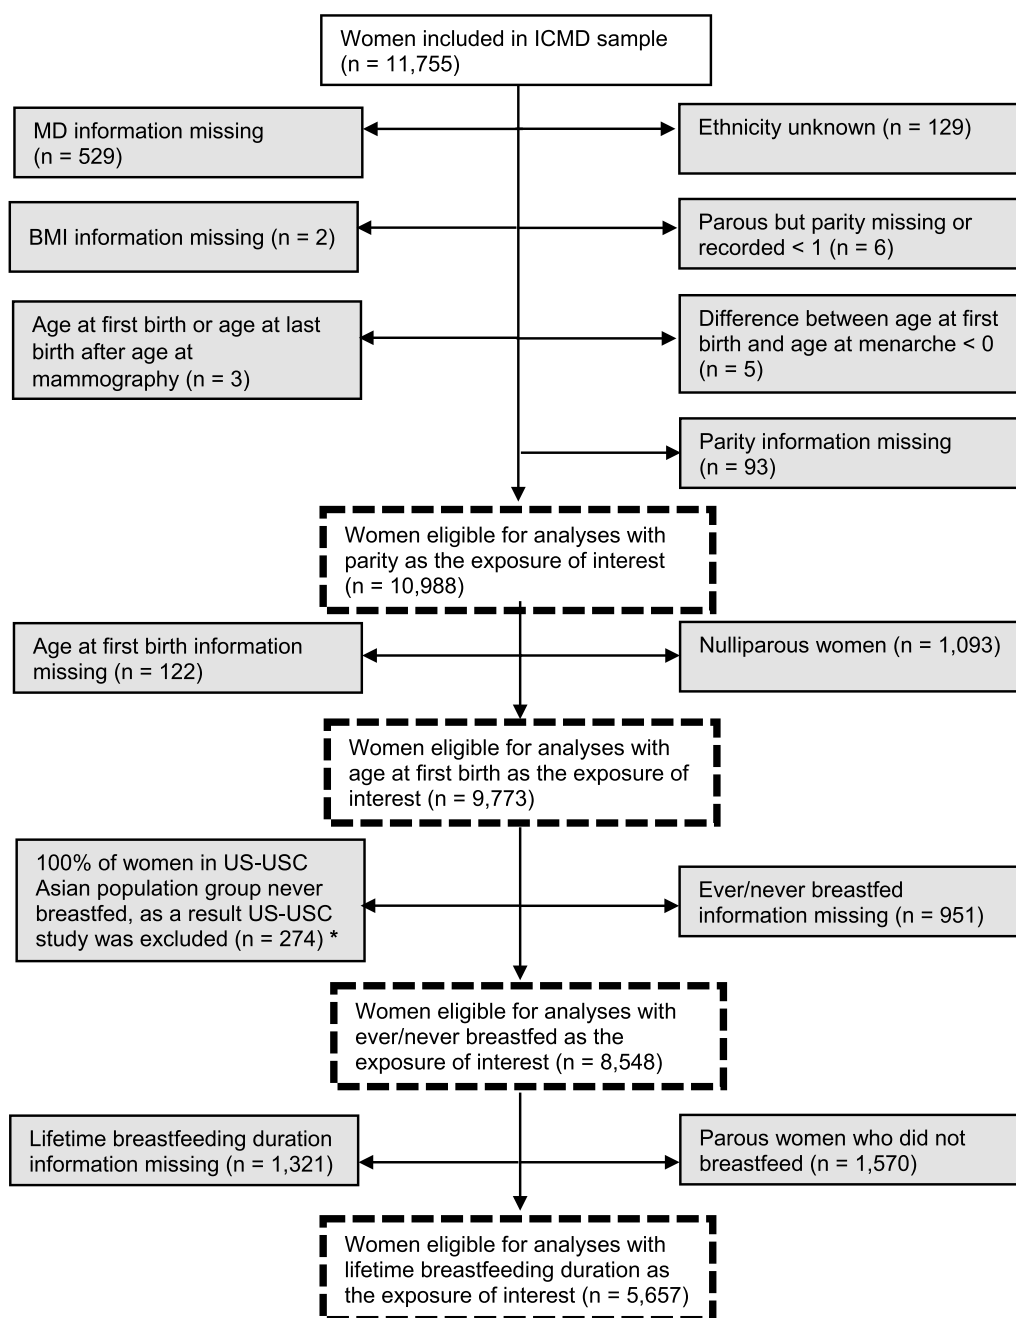 Women included in ICMD sample
(n = 11,755)
MD information missing
(n = 529)
Ethnicity unknown (n = 129)
BMI information missing (n = 2)
Parous but parity missing or
recorded < 1 (n = 6)
Age at first birth or age at last
birth after age at
mammography (n = 3)
Difference between age at first
birth and age at menarche < 0
(n = 5)
Parity information missing
(n = 93)
Women eligible for analyses with
parity as the exposure of interest
(n = 10,988)
Age at first birth information
missing (n = 122)
Nulliparous women (n = 1,093)
Women eligible for analyses with
age at first birth as the exposure of
interest (n = 9,773)
100% of women in US-USC
Asian population group never
breastfed, as a result US-USC
study was excluded (n = 274) *
Ever/never breastfed
information missing (n = 951)
Women eligible for analyses with
ever/never breastfed as the
exposure of interest (n = 8,548)
Lifetime breastfeeding duration
information missing (n = 1,321)
Parous women who did not
breastfeed (n = 1,570)
Women eligible for analyses with
lifetime breastfeeding duration as
the exposure of interest (n = 5,657)